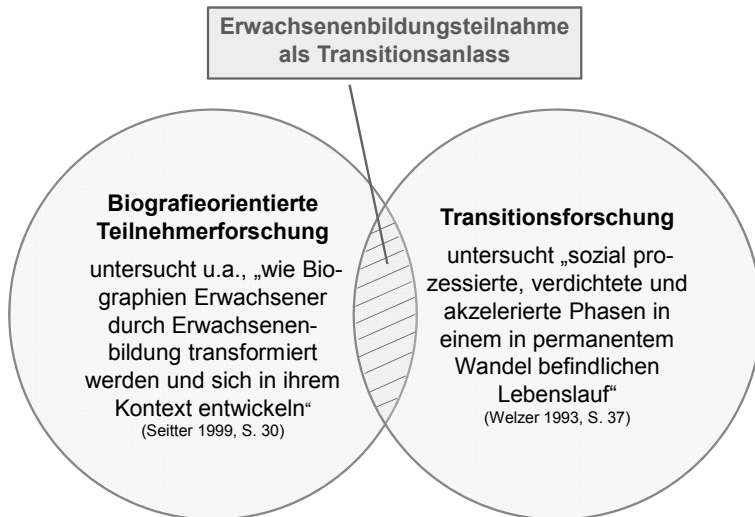 Erwachsenenbildungsteilnahme
als Transitionsanlass
Biografieorientierte
Teilnehmerforschung
untersucht u.a., „wie Bio-
graphien Erwachsener
durch Erwachsenen-
bildung transformiert
werden und sich in ihrem
Kontext entwickeln“
(Seitter 1999, S. 30)
Transitionsforschung
untersucht „sozial pro-
zessierte, verdichtete und
akzelerierte Phasen in
einem in permanentem
Wandel befindlichen
Lebenslauf“
(Welzer 1993, S. 37)